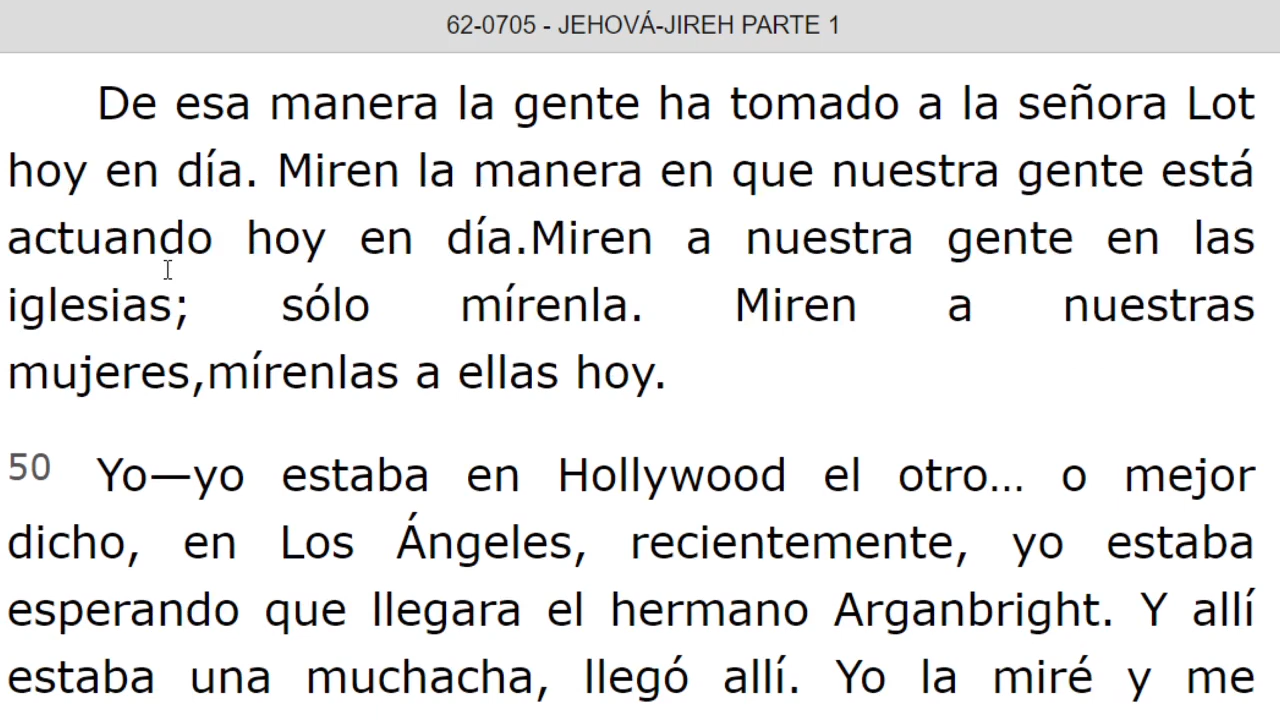 62-0705 - JEHOVÁ-JIREH PARTE 1
De esa manera la gente ha tomado a la señora Lot
hoy en día. Miren la manera en que nuestra gente está
actuando hoy en día.Miren a nuestra gente en las
iglesias; sólo mírenla. Miren a nuestras
mujeres,mírenlas a ellas hoy.
50 Yo—yo estaba en Hollywood el otro… o mejor
dicho, en Los Ángeles, recientemente, yo estaba
esperando que llegara el hermano Arganbright. Y allí
estaba una muchacha, llegó allí. Yo la miré y me